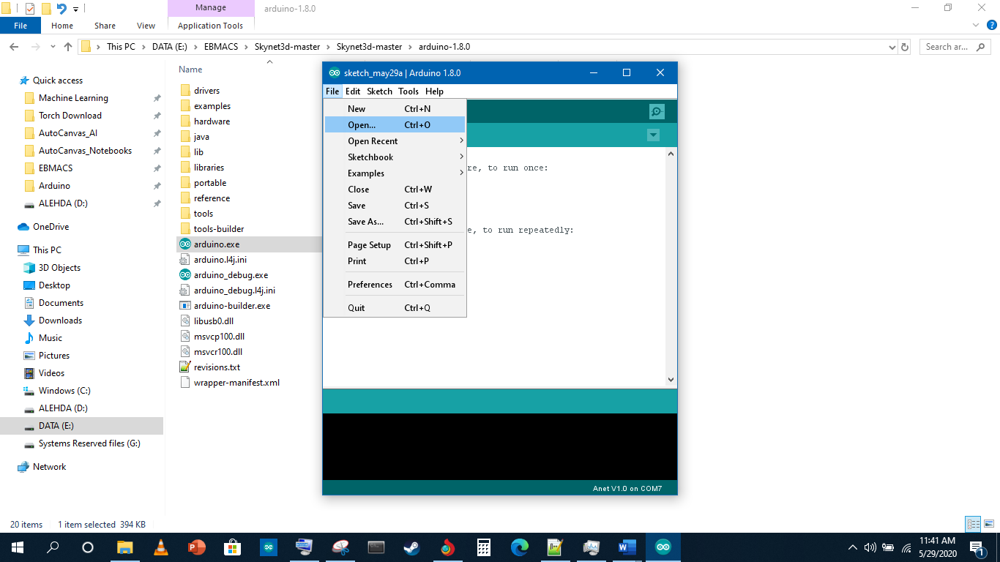 Manage
arduino-1.8.0
File
Home
Share
View
Application Tools
This PC
DATA (E:)
EBMACS
Skynet3d-master
Skynet3d-master
arduino-1.8.0
Search ar...
Quick access
Machine Learning
Torch Download
AutoCanvas_AI
AutoCanvas_Notebooks
EBMACS
Arduino
ALEHDA (D:)
OneDrive
This PC
3D Objects
Desktop
Documents
Downloads
Music
Pictures
Videos
Windows (C:)
ALEHDA (D:)
DATA (E:)
Systems Reserved files (G:)
Network
Name
drivers
examples
hardware
java
lib
libraries
portable
reference
tools
tools-builder
arduino.exe
arduino.l4j.ini
arduino_debug.exe
arduino_debug.l4j.ini
arduino-builder.exe
libusb0.dll
msvcp100.dll
msvcr100.dll
revisions.txt
wrapper-manifest.xml
sketch_may29a | Arduino 1.8.0
File Edit Sketch Tools Help
New Ctrl+N
Open... Ctrl+O
Open Recent
Sketchbook
Examples
Close Ctrl+W
Save Ctrl+S
Save As... Ctrl+Shift+S
Page Setup Ctrl+Shift+P
Print Ctrl+P
Preferences Ctrl+Comma
Quit Ctrl+Q
re, to run once:
e, to run repeatedly:
Anet V1.0 on COM7
20 items
1 item selected 394 KB
11:41 AM
5/29/2020
1